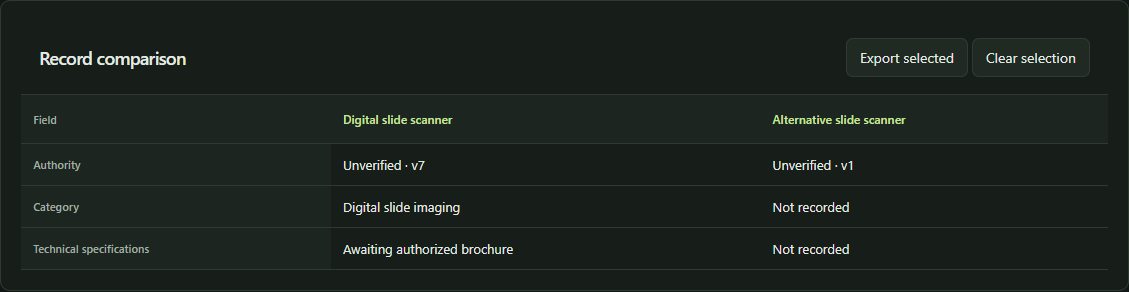 Record comparison
Export selected
Clear selection
Field
Digital slide scanner
Alternative slide scanner
Authority
Unverified · v7
Unverified · v1
Category
Digital slide imaging
Not recorded
Technical specifications
Awaiting authorized brochure
Not recorded